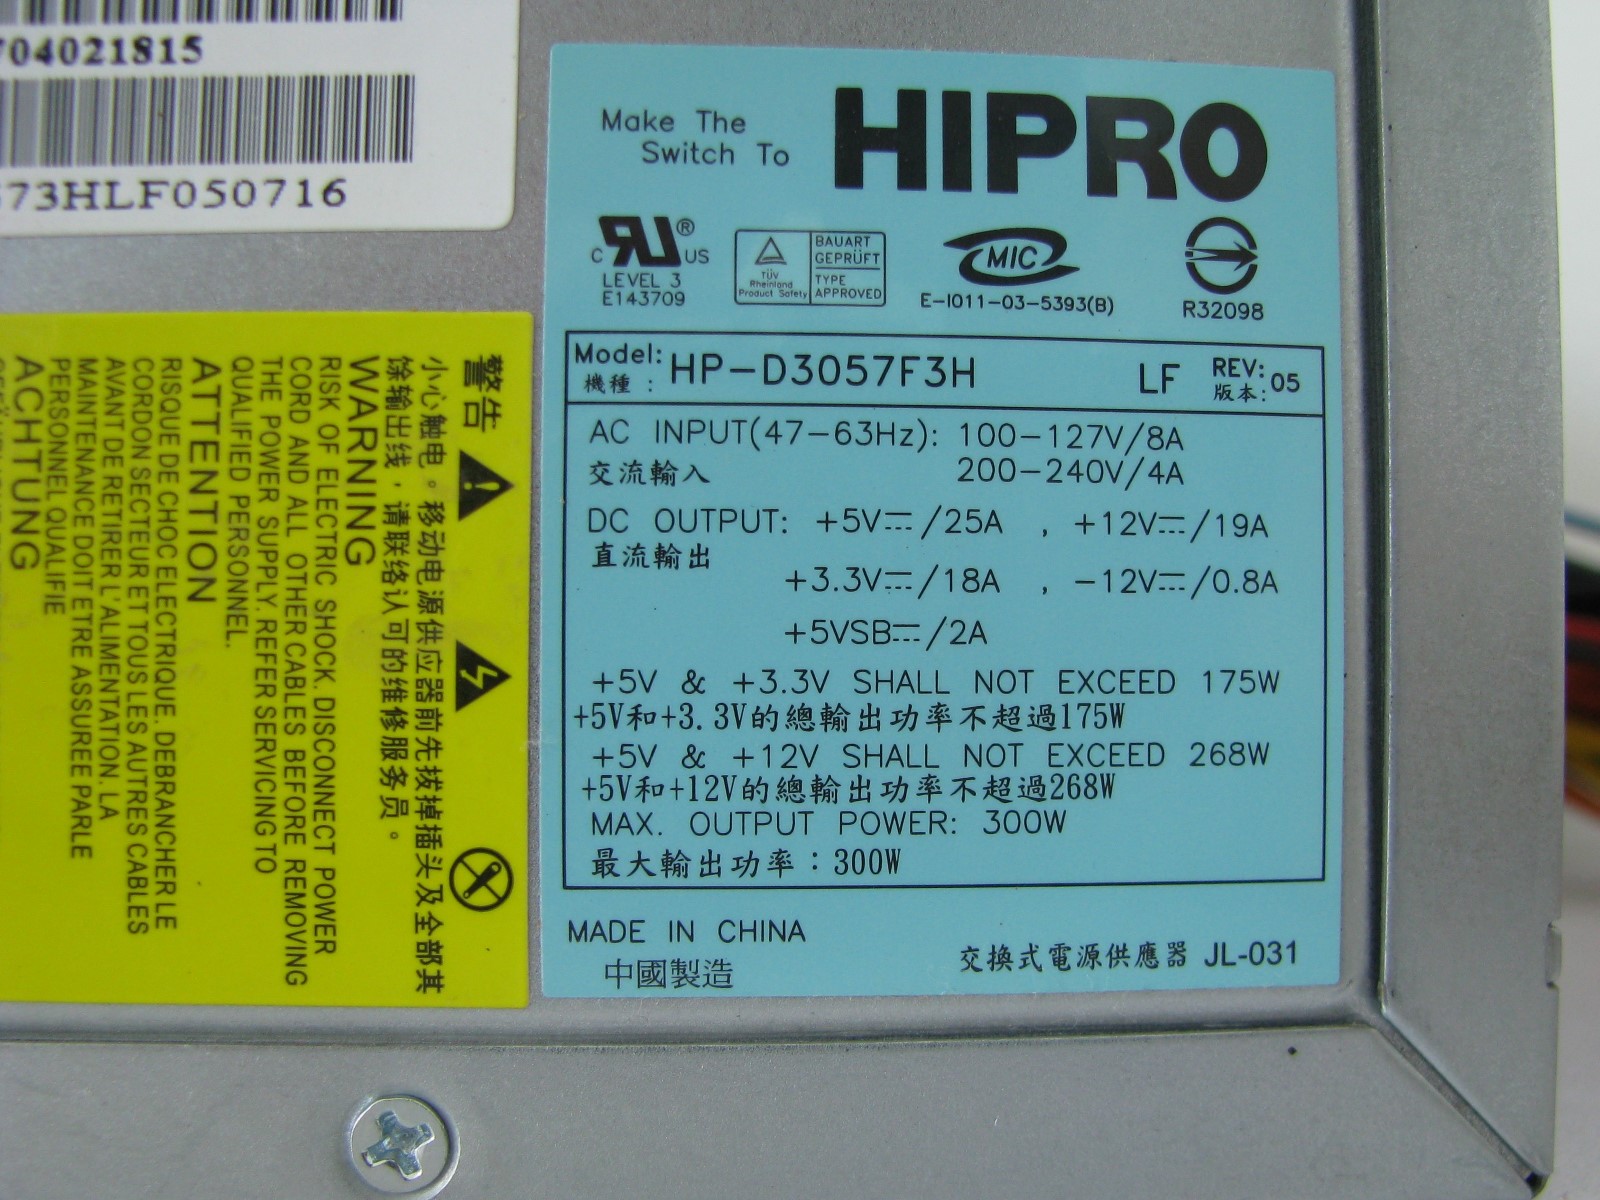 704021815
73HLF050716
Make The
Switch To
HIPRO
C US ®
LEVEL 3
E143709
TÜV
Rheinland
Product Safety
BAUART
GEPRÜFT
TYPE
APPROVED
MIC
E-I011-03-5393(B)
R32098
Model: HP-D3057F3H LF REV: 05
機種 : 版本:
AC INPUT(47-63Hz): 100-127V/8A
交流輸入 200-240V/4A
DC OUTPUT: +5V⎓/25A , +12V⎓/19A
直流輸出
+3.3V⎓/18A , -12V⎓/0.8A
+5VSB⎓/2A
+5V & +3.3V SHALL NOT EXCEED 175W
+5V和+3.3V的總輸出功率不超過175W
+5V & +12V SHALL NOT EXCEED 268W
+5V和+12V的總輸出功率不超過268W
MAX. OUTPUT POWER: 300W
最大輸出功率：300W
MADE IN CHINA
中國製造
交換式電源供應器 JL-031
警告
小心触电。移动电源供应器前先拔掉插头及全部其
馀输出线，请联络认可的维修服务员。
WARNING
RISK OF ELECTRIC SHOCK. DISCONNECT POWER
CORD AND ALL OTHER CABLES BEFORE REMOVING
THE POWER SUPPLY. REFER SERVICING TO
QUALIFIED PERSONNEL.
ATTENTION
RISQUE DE CHOC ELECTRIQUE. DEBRANCHER LE
CORDON SECTEUR ET TOUS LES AUTRES CABLES
AVANT DE RETIRER L'ALIMENTATION. LA
MAINTENANCE DOIT ETRE ASSUREE PAR LE
PERSONNEL QUALIFIE
ACHTUNG